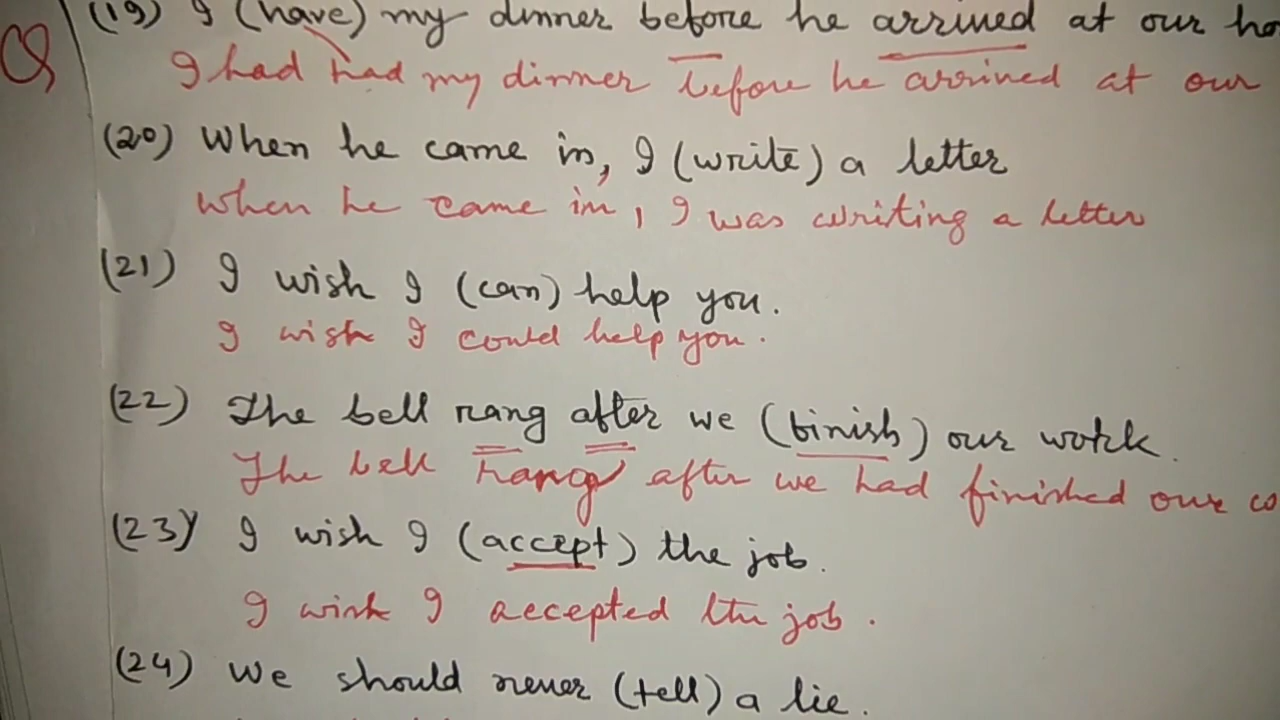 (19) I (have) my dinner before he arrived at our
I had had my dinner before he arrived at our
(20) When he came in, I (write) a letter
When he came in, I was writing a letter
(21) I wish I (can) help you.
I wish I could help you.
(22) The bell rang after we (finish) our work.
The bell rang after we had finished our
(23) I wish I (accept) the job.
I wish I accepted the job.
(24) We should never (tell) a lie.